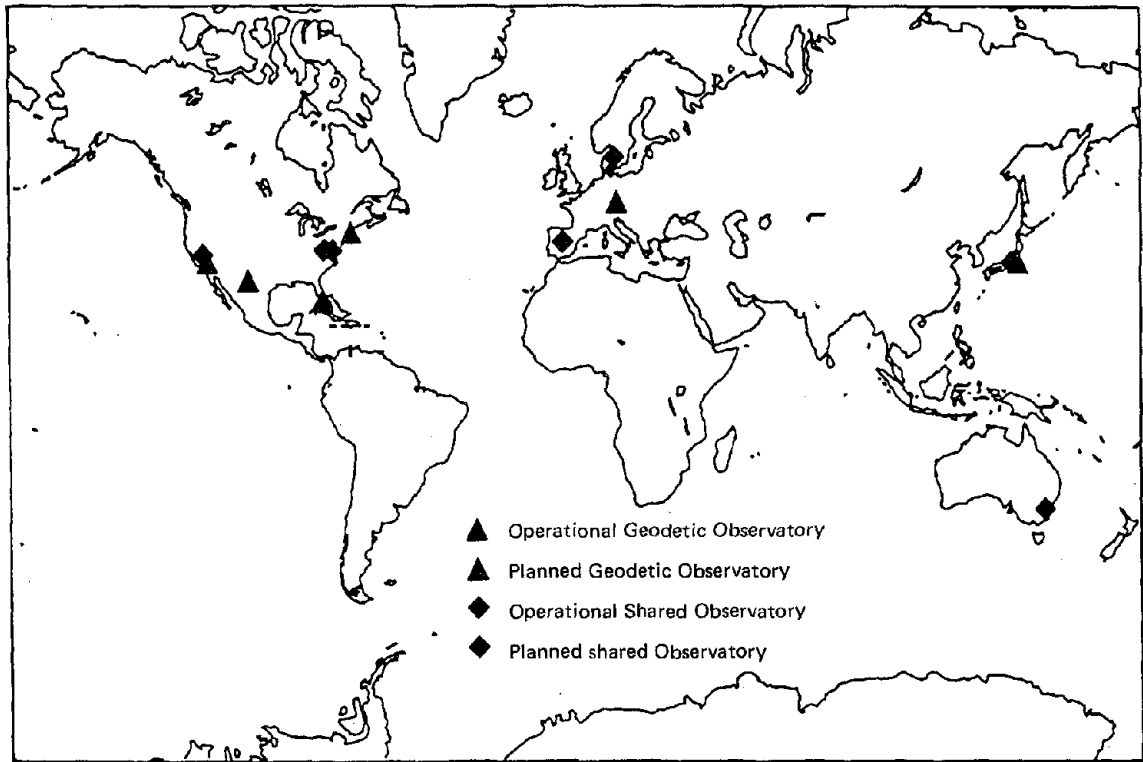 Operational Geodetic Observatory
Planned Geodetic Observatory
Operational Shared Observatory
Planned shared Observatory